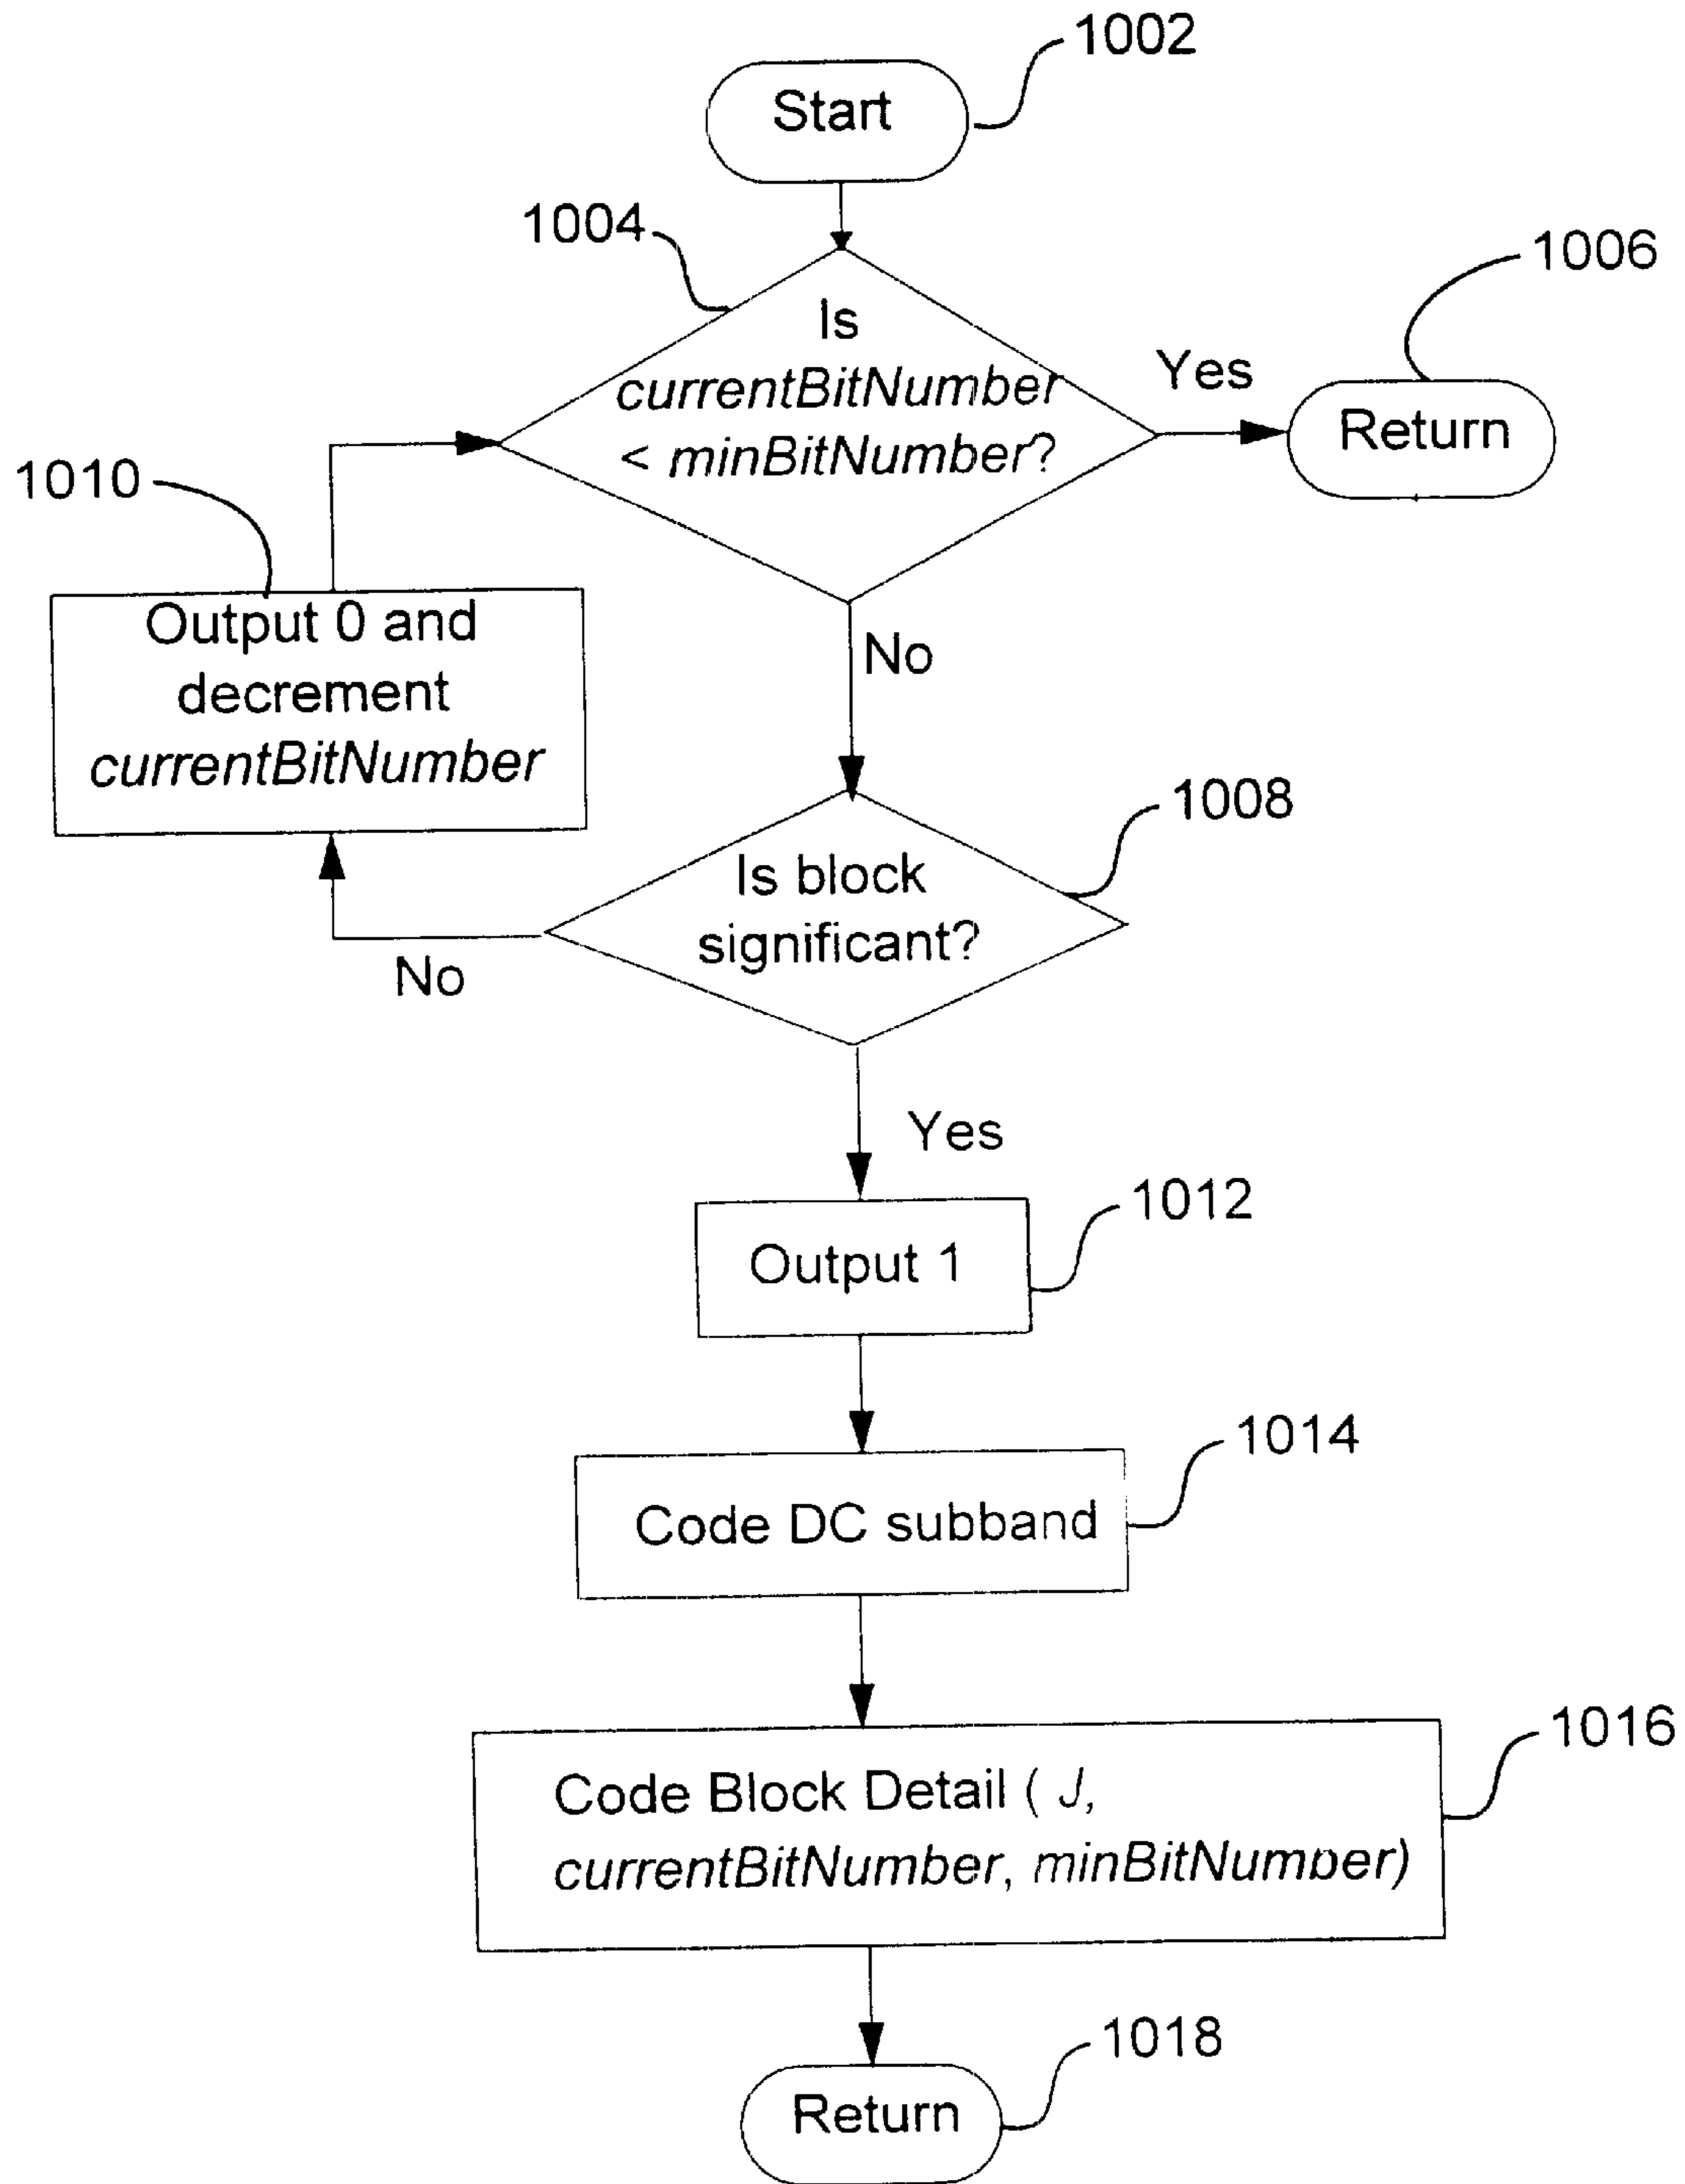 1002
Start
1004
1006
Is
currentBitNumber
< minBitNumber?
Yes
Return
1010
Output 0 and
decrement
currentBitNumber
No
1008
Is block
significant?
No
Yes
1012
Output 1
1014
Code DC subband
1016
Code Block Detail ( J,
currentBitNumber, minBitNumber)
1018
Return